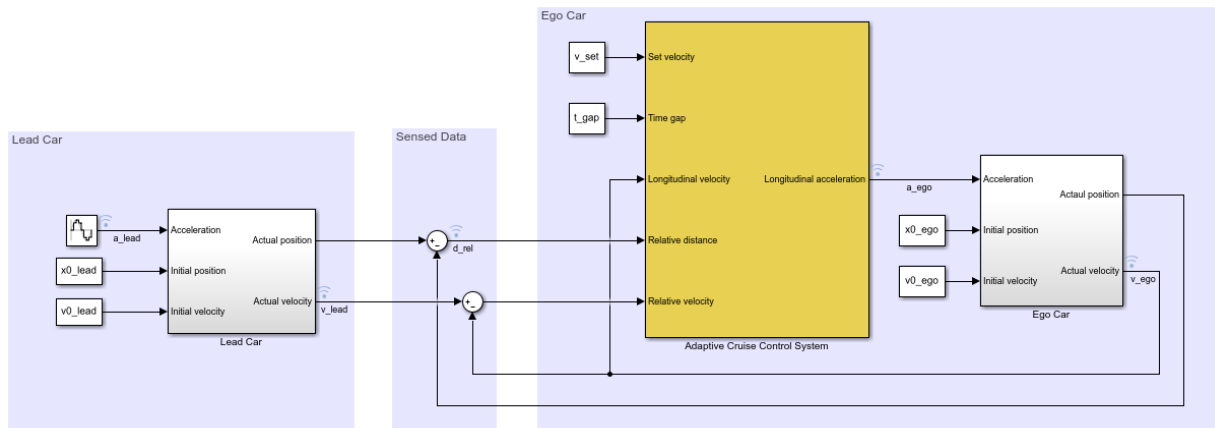 Ego Car
v_set
Set velocity
t_gap
Time gap
Lead Car
Sensed Data
Longitudinal velocity
Longitudinal acceleration
a_ego
Acceleration
Actaul position
a_lead
Acceleration
Actual position
+
-
d_rel
Relative distance
x0_ego
Initial position
x0_lead
Initial position
Actual velocity
v_ego
v0_ego
Initial velocity
v0_lead
Initial velocity
Actual velocity
v_lead
+
-
Relative velocity
Ego Car
Lead Car
Adaptive Cruise Control System